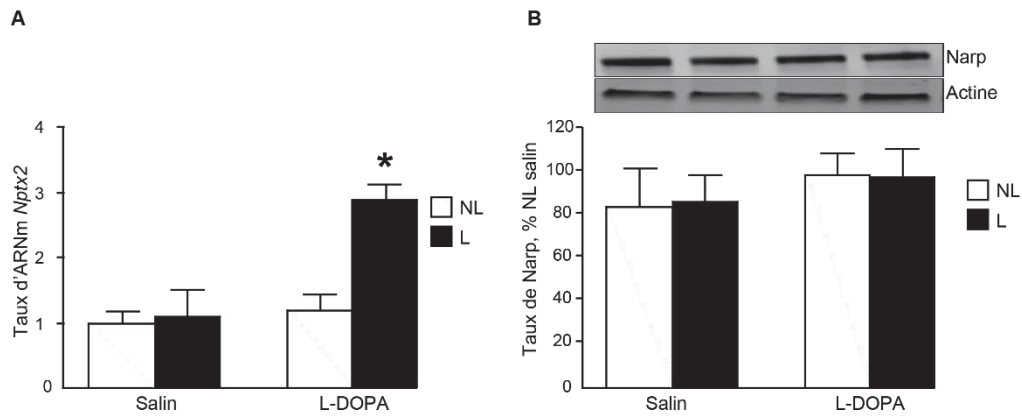 A
Taux d'ARNm Nptx2
4
3
2
1
0
*
NL
L
Salin
L-DOPA
B
Narp
Actine
Taux de Narp, % NL salin
120
100
80
60
40
20
0
NL
L
Salin
L-DOPA